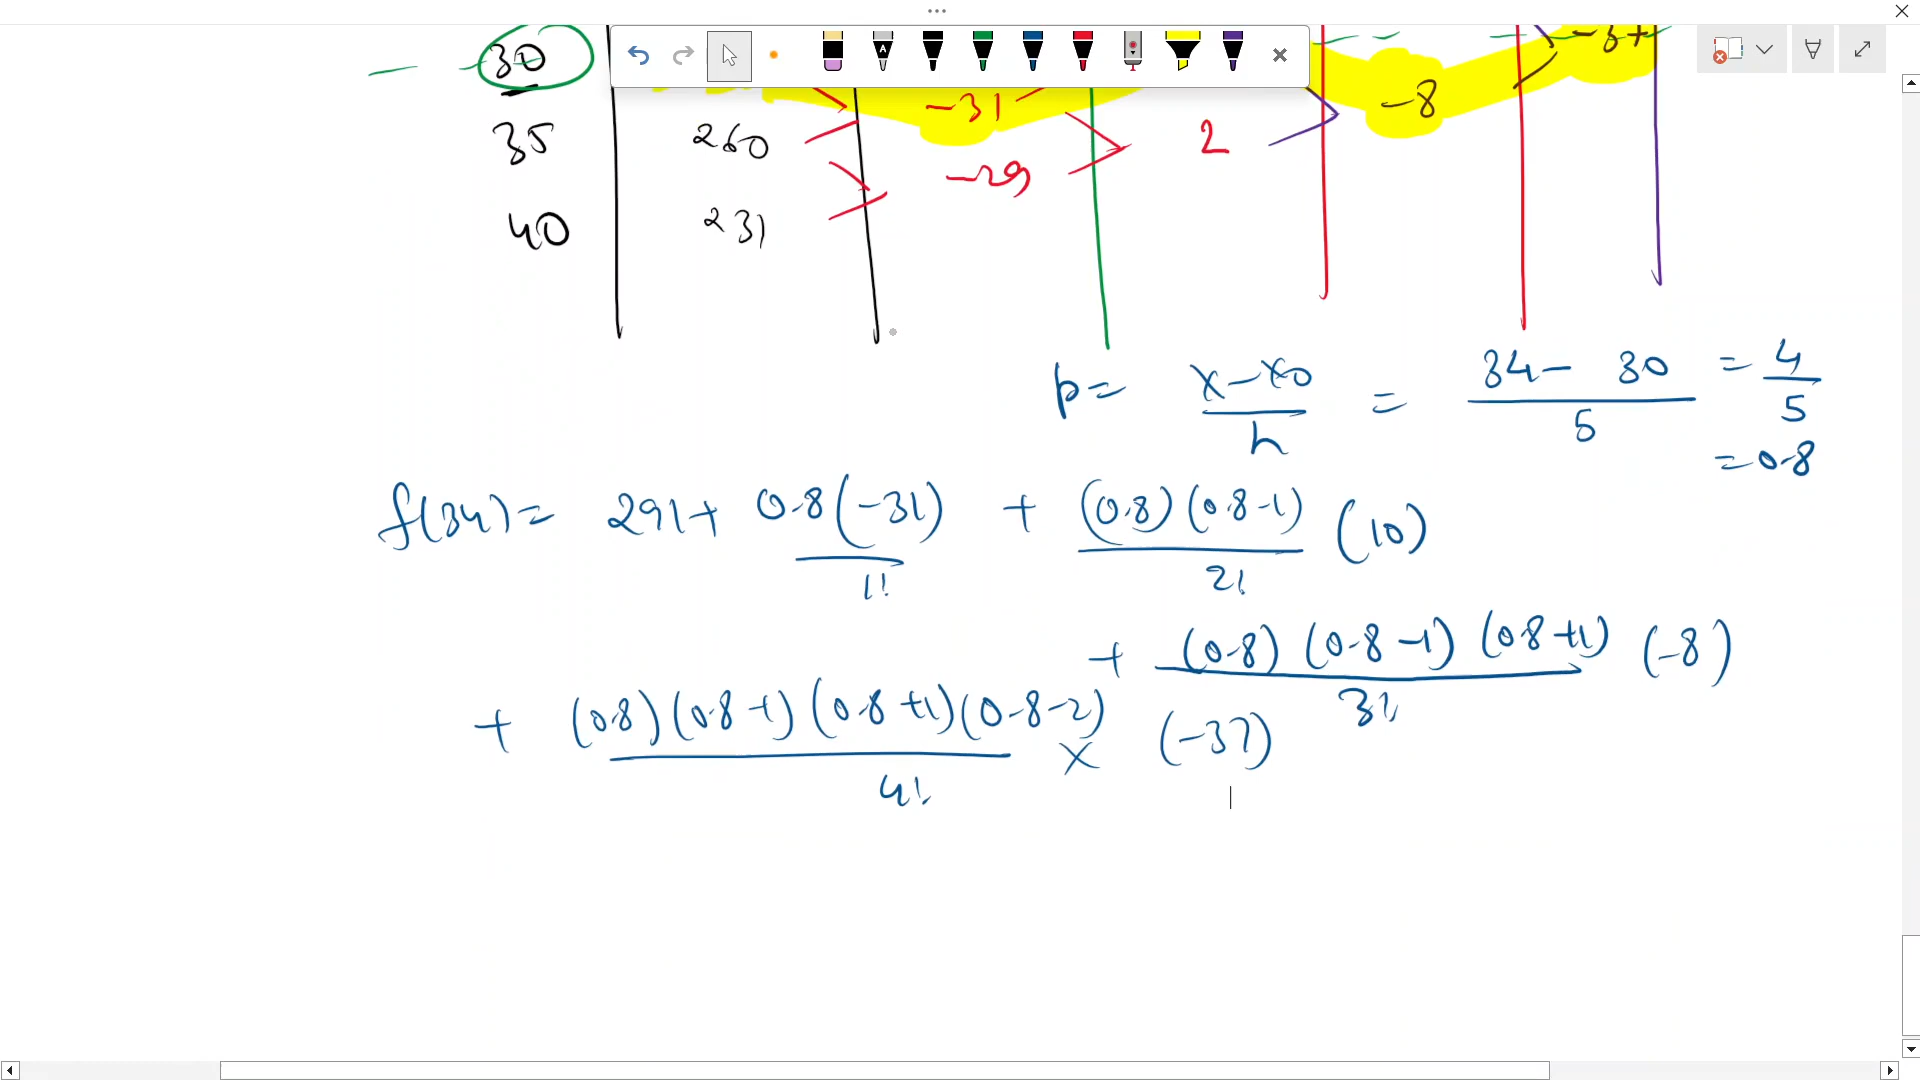 30
-37
-31
-8
35 260 2
-29
40 231
p = x-x0/h = 34- 30/5 = 4/5
= 0.8
f(34) = 291+ 0.8(-31)/1! + (0.8)(0.8-1)/2! (10)
+ (0.8)(0.8-1)(0.8+1)/3! (-8)
+ (0.8)(0.8-1)(0.8+1)(0.8-2)/4! x (-37)